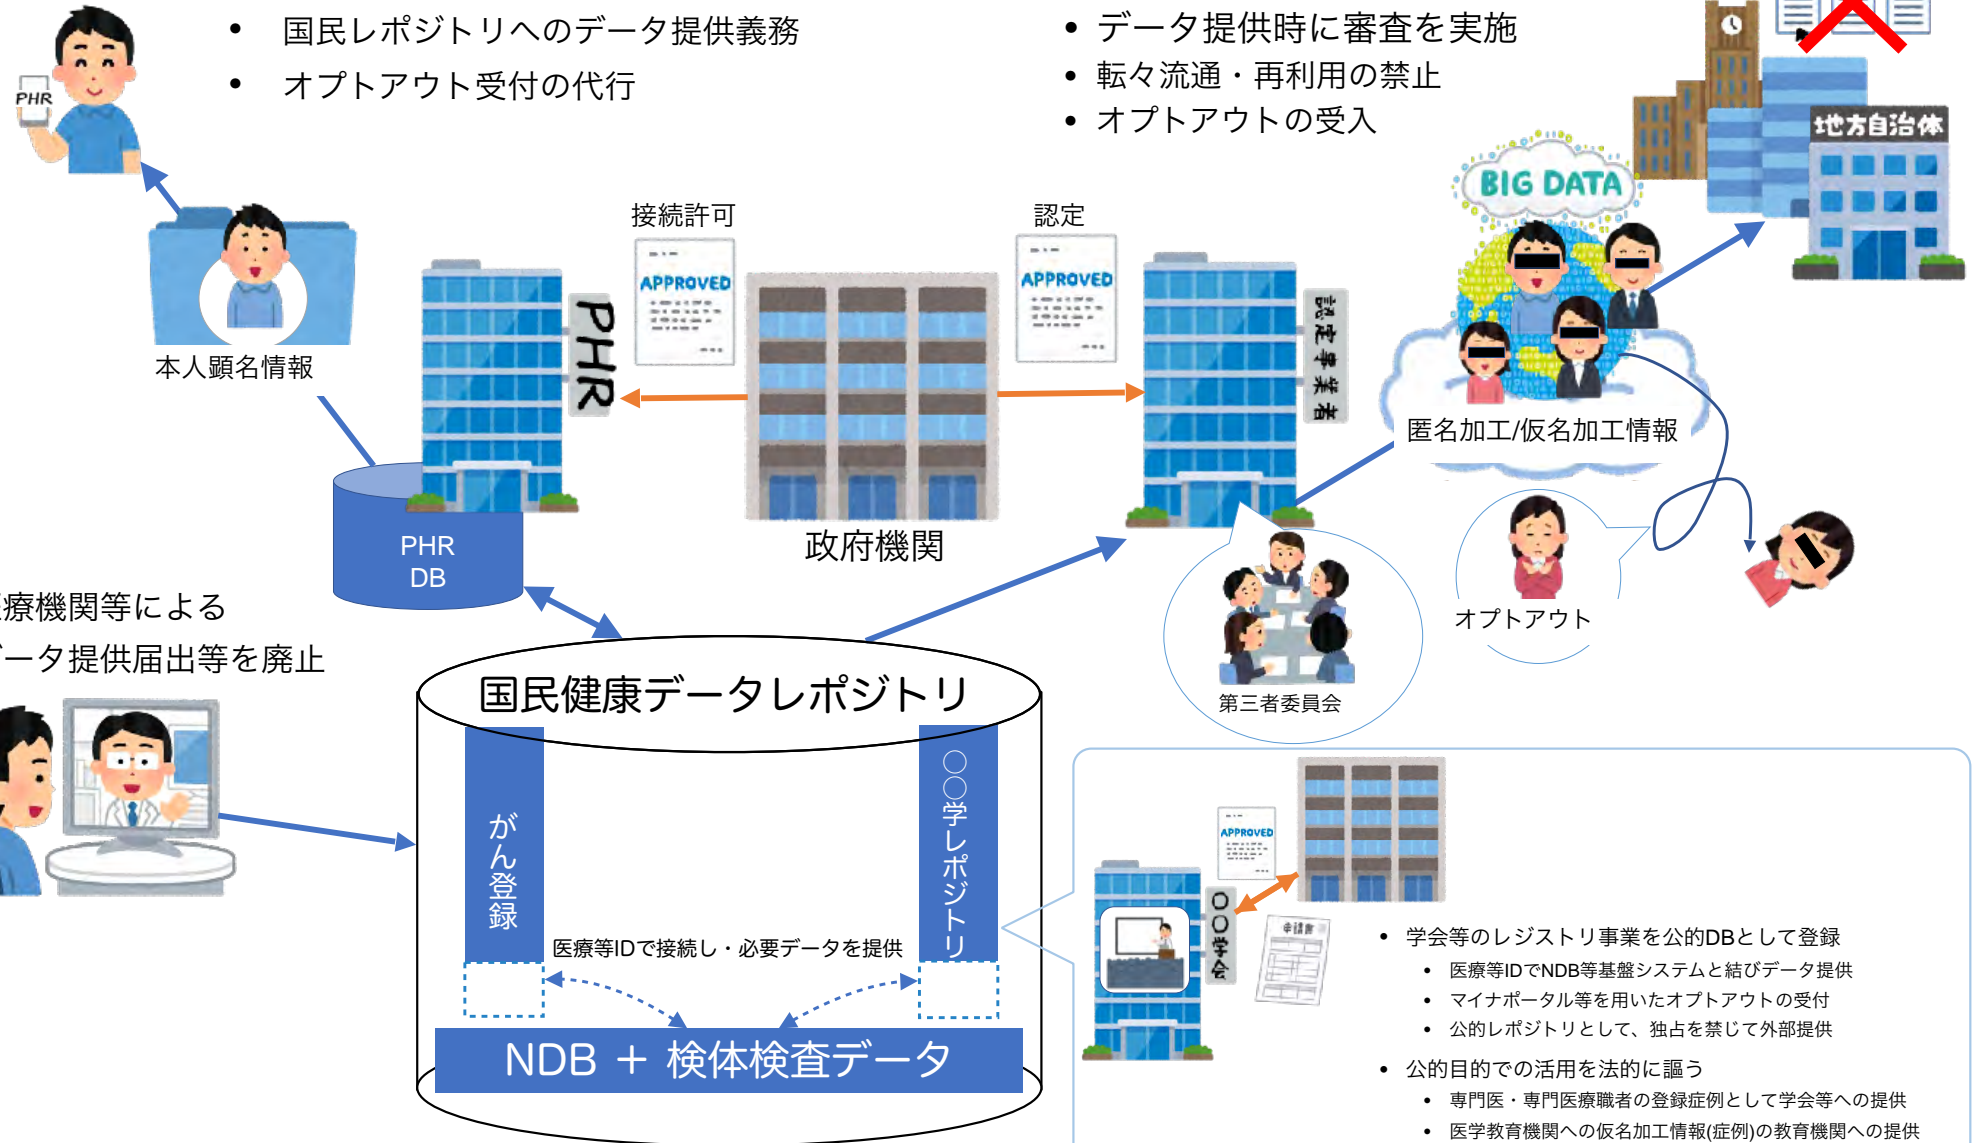 • 国民レポジトリへのデータ提供義務
• オプトアウト受付の代行
• データ提供時に審査を実施
• 転々流通・再利用の禁止
• オプトアウトの受入
PHR
地方自治体
BIG DATA
接続許可
認定
APPROVED
APPROVED
PHR
認定事業者
本人顕名情報
匿名加工/仮名加工情報
政府機関
PHR
DB
療機関等による
ータ提供届出等を廃止
オプトアウト
第三者委員会
国民健康データレポジトリ
がん登録
〇〇学レポジトリ
医療等IDで接続し・必要データを提供
NDB ＋ 検体検査データ
APPROVED
〇〇学会
申請書
• 学会等のレジストリ事業を公的DBとして登録
• 医療等IDでNDB等基盤システムと結びデータ提供
• マイナポータル等を用いたオプトアウトの受付
• 公的レポジトリとして、独占を禁じて外部提供
• 公的目的での活用を法的に謳う
• 専門医・専門医療職者の登録症例として学会等への提供
• 医学教育機関への仮名加工情報(症例)の教育機関への提供